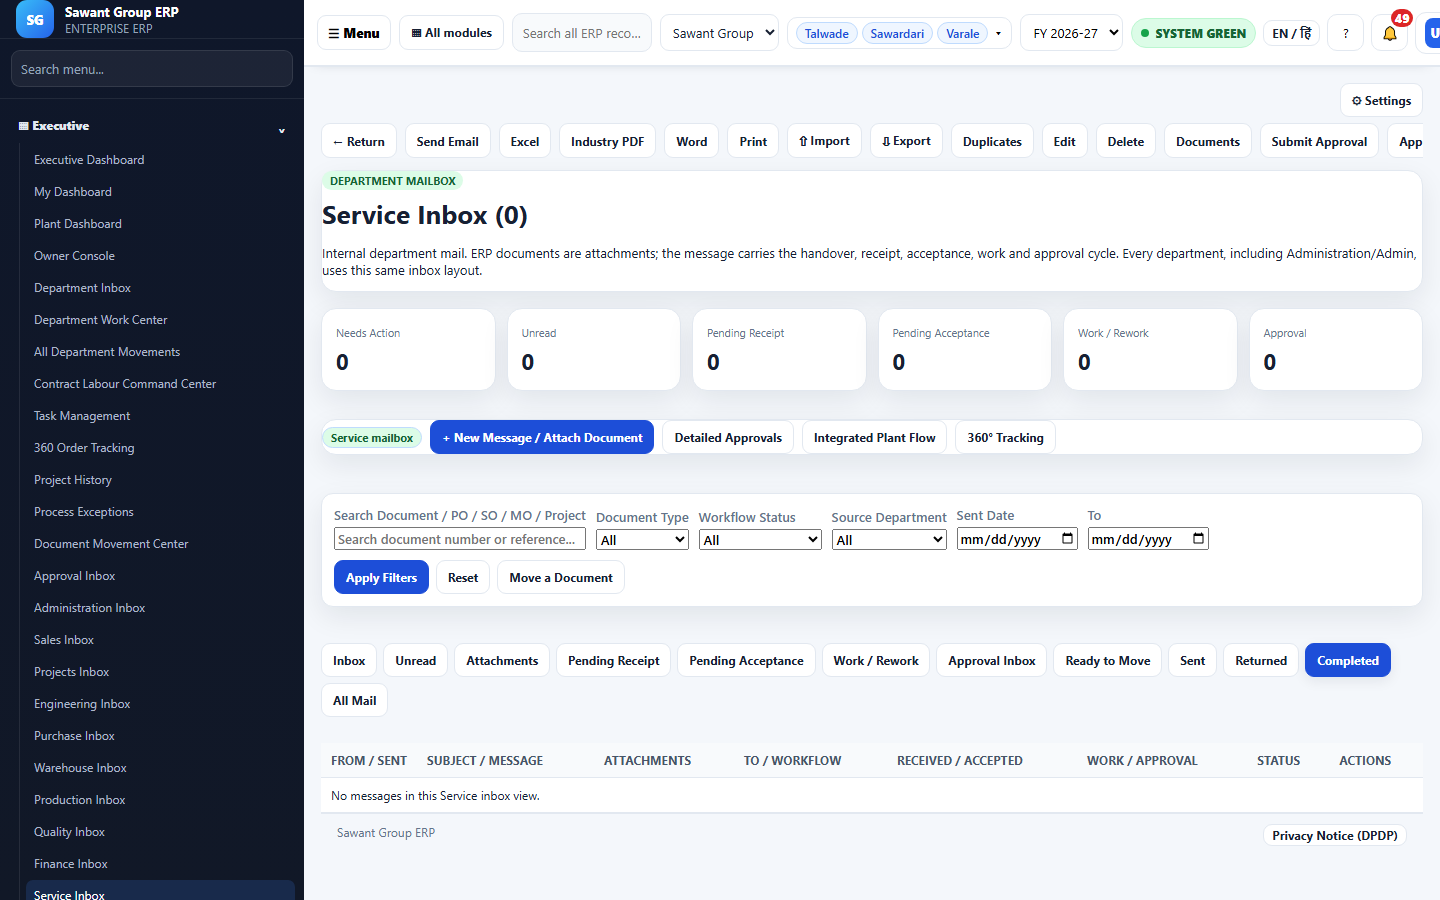 SG
Sawant Group ERP
ENTERPRISE ERP
Search menu...
Executive
Executive Dashboard
My Dashboard
Plant Dashboard
Owner Console
Department Inbox
Department Work Center
All Department Movements
Contract Labour Command Center
Task Management
360 Order Tracking
Project History
Process Exceptions
Document Movement Center
Approval Inbox
Administration Inbox
Sales Inbox
Projects Inbox
Engineering Inbox
Purchase Inbox
Warehouse Inbox
Production Inbox
Quality Inbox
Finance Inbox
Service Inbox
☰ Menu All modules Search all ERP reco... Sawant Group Talwade Sawardari Varale FY 2026-27 SYSTEM GREEN EN / हिं ? 49 U
⚙ Settings
← Return Send Email Excel Industry PDF Word Print ⇧ Import ⇩ Export Duplicates Edit Delete Documents Submit Approval App
DEPARTMENT MAILBOX
Service Inbox (0)
Internal department mail. ERP documents are attachments; the message carries the handover, receipt, acceptance, work and approval cycle. Every department, including Administration/Admin,
uses this same inbox layout.
Needs Action Unread Pending Receipt Pending Acceptance Work / Rework Approval
0 0 0 0 0 0
Service mailbox + New Message / Attach Document Detailed Approvals Integrated Plant Flow 360° Tracking
Search Document / PO / SO / MO / Project Document Type Workflow Status Source Department Sent Date To
Search document number or reference... All All All mm/dd/yyyy mm/dd/yyyy
Apply Filters Reset Move a Document
Inbox Unread Attachments Pending Receipt Pending Acceptance Work / Rework Approval Inbox Ready to Move Sent Returned Completed
All Mail
FROM / SENT SUBJECT / MESSAGE ATTACHMENTS TO / WORKFLOW RECEIVED / ACCEPTED WORK / APPROVAL STATUS ACTIONS
No messages in this Service inbox view.
Sawant Group ERP Privacy Notice (DPDP)